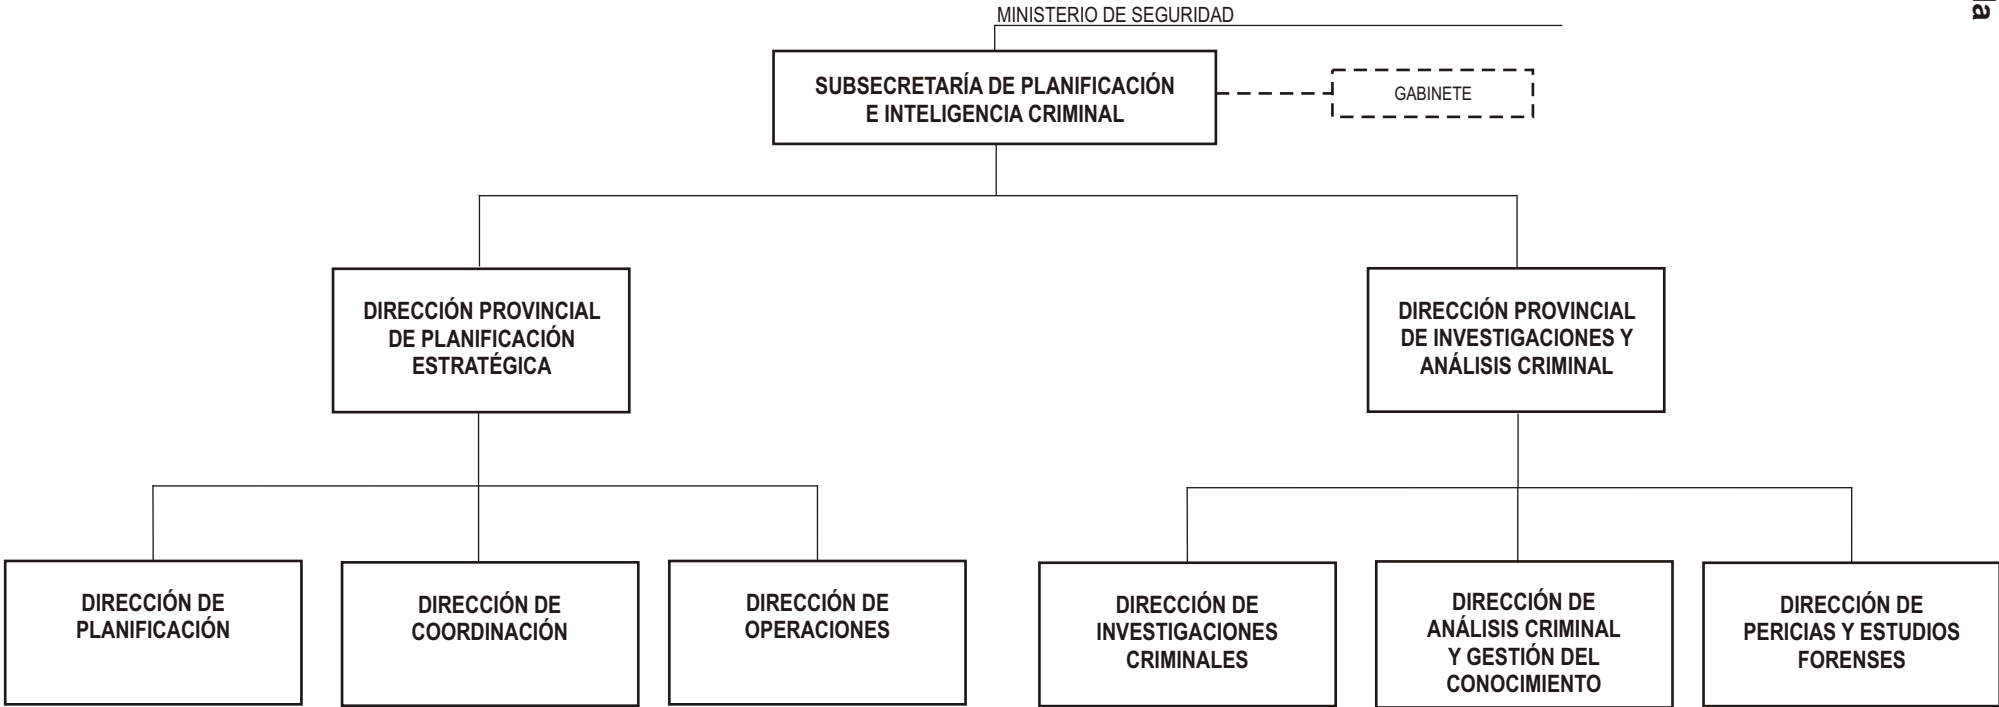 MINISTERIO DE SEGURIDAD
SUBSECRETARÍA DE PLANIFICACIÓN
E INTELIGENCIA CRIMINAL
GABINETE
DIRECCIÓN PROVINCIAL
DE PLANIFICACIÓN
ESTRATÉGICA
DIRECCIÓN PROVINCIAL
DE INVESTIGACIONES Y
ANÁLISIS CRIMINAL
DIRECCIÓN DE
PLANIFICACIÓN
DIRECCIÓN DE
COORDINACIÓN
DIRECCIÓN DE
OPERACIONES
DIRECCIÓN DE
INVESTIGACIONES
CRIMINALES
DIRECCIÓN DE
ANÁLISIS CRIMINAL
Y GESTIÓN DEL
CONOCIMIENTO
DIRECCIÓN DE
PERICIAS Y ESTUDIOS
FORENSES